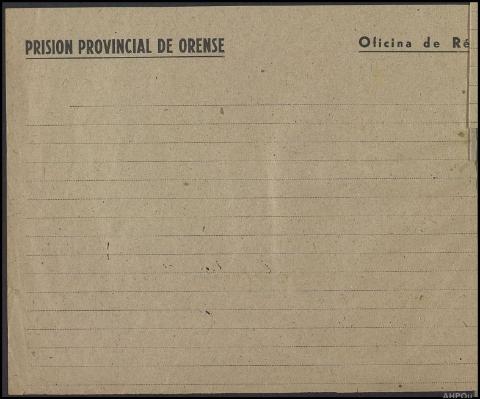 PRISION PROVINCIAL DE ORENSE
Oficina de Ré
AHPOu